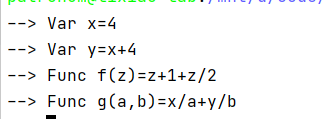 --> Var x=4
--> Var y=x+4
--> Func f(z)=z+1+z/2
--> Func g(a,b)=x/a+y/b